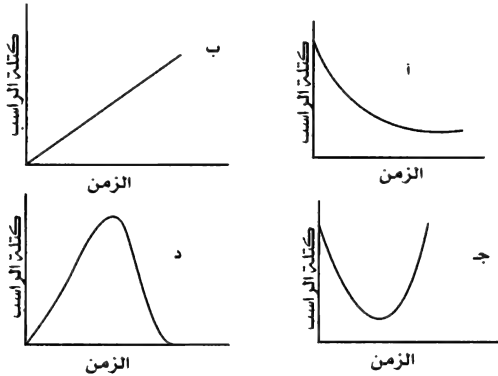 أ
كتلة الراسب
الزمن
ب
كتلة الراسب
الزمن
جـ
كتلة الراسب
الزمن
د
كتلة الراسب
الزمن